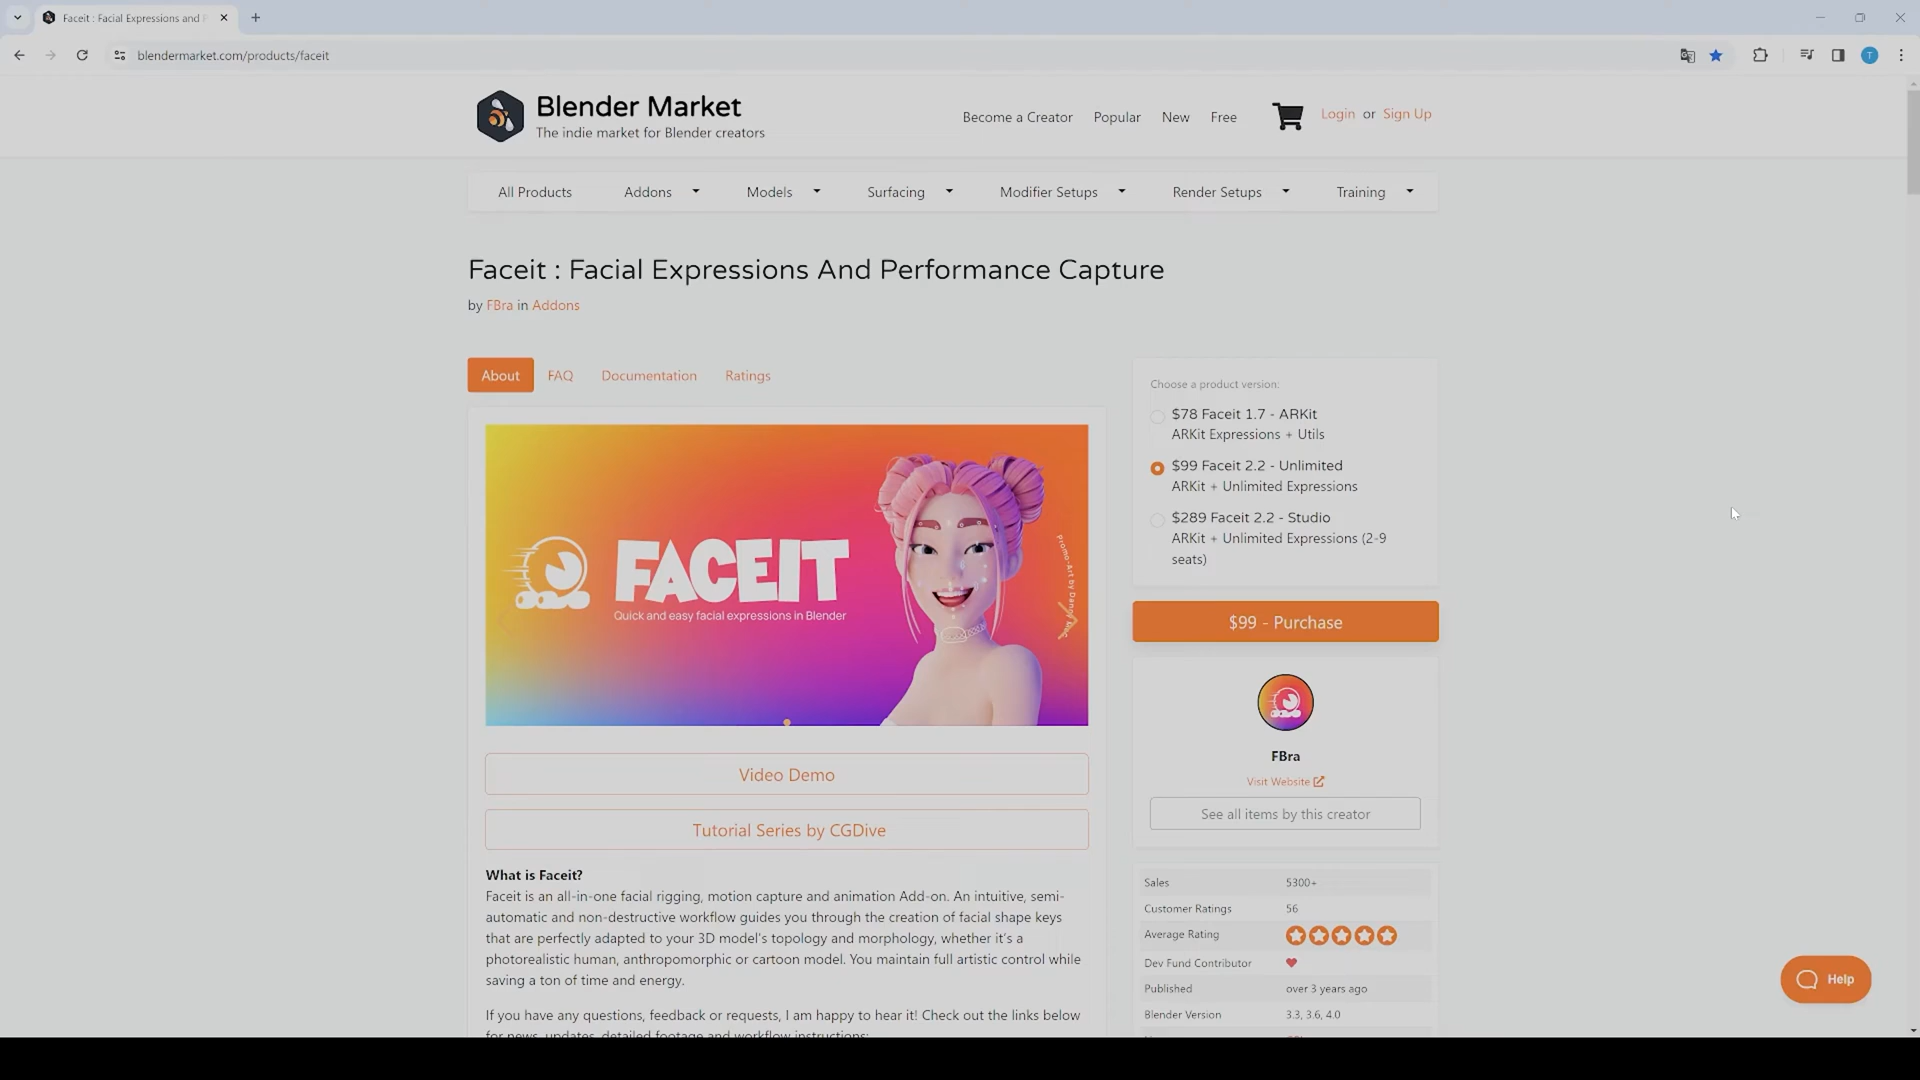 Faceit : Facial Expressions and
blendermarket.com/products/faceit
T
Blender Market
The indie market for Blender creators
Become a Creator
Popular
New
Free
Login or Sign Up
All Products
Addons
Models
Surfacing
Modifier Setups
Render Setups
Training
Faceit : Facial Expressions And Performance Capture
by FBra in Addons
About
FAQ
Documentation
Ratings
Choose a product version:
$78 Faceit 1.7 - ARKit
ARKit Expressions + Utils
$99 Faceit 2.2 - Unlimited
ARKit + Unlimited Expressions
$289 Faceit 2.2 - Studio
ARKit + Unlimited Expressions (2-9
seats)
$99 - Purchase
FACEIT
Quick and easy facial expressions in Blender
FBra
Visit Website
See all items by this creator
Video Demo
Tutorial Series by CGDive
What is Faceit?
Faceit is an all-in-one facial rigging, motion capture and animation Add-on. An intuitive, semi-
automatic and non-destructive workflow guides you through the creation of facial shape keys
that are perfectly adapted to your 3D model's topology and morphology, whether it's a
photorealistic human, anthropomorphic or cartoon model. You maintain full artistic control while
saving a ton of time and energy.
If you have any questions, feedback or requests, I am happy to hear it! Check out the links below
for news, updates, detailed footage and workflow instructions:
Sales 5300+
Customer Ratings 56
Average Rating
Dev Fund Contributor
Published over 3 years ago
Blender Version 3.3, 3.6, 4.0
Help